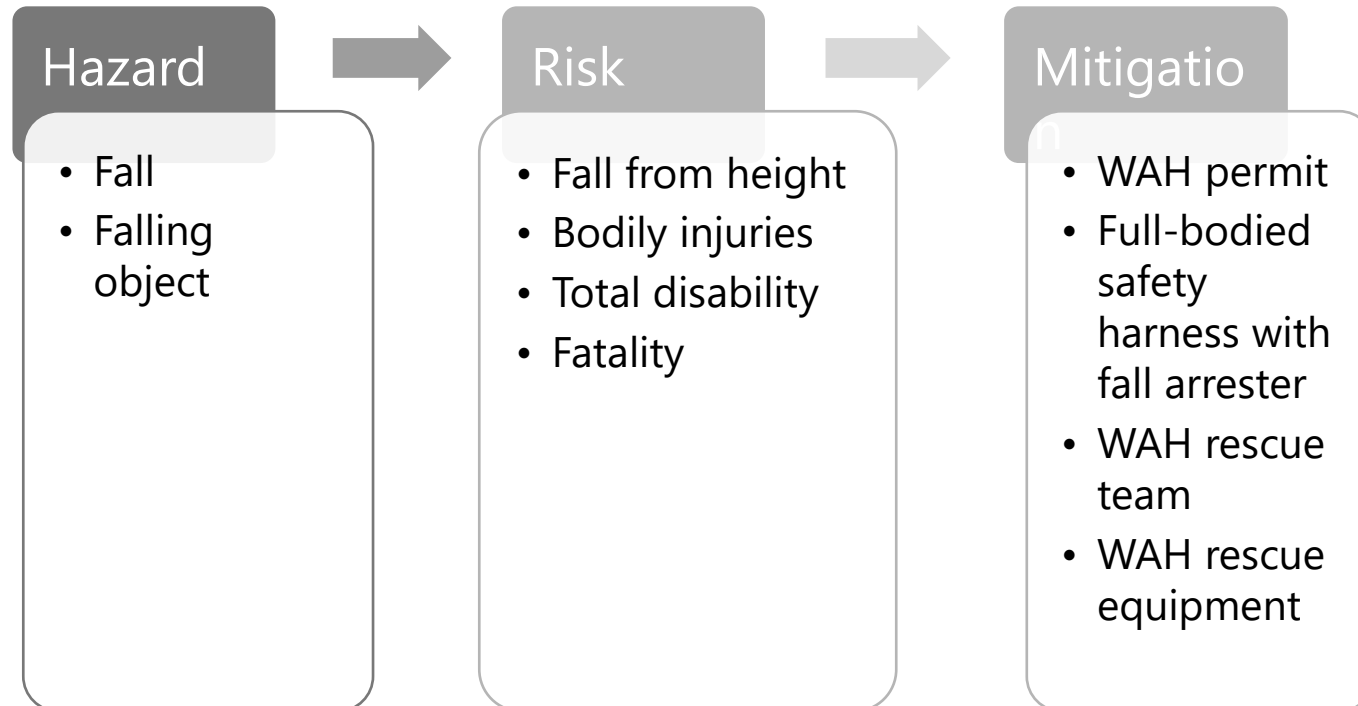 Hazard
• Fall
• Falling
object
Risk
• Fall from height
• Bodily injuries
• Total disability
• Fatality
Mitigatio
n
• WAH permit
• Full-bodied
safety
harness with
fall arrester
• WAH rescue
team
• WAH rescue
equipment